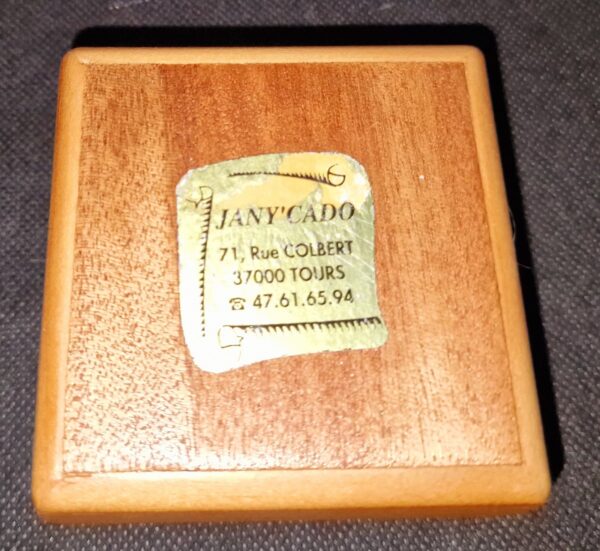 JANY'CADO
71, Rue COLBERT
37000 TOURS
☎ 47.61.65.94